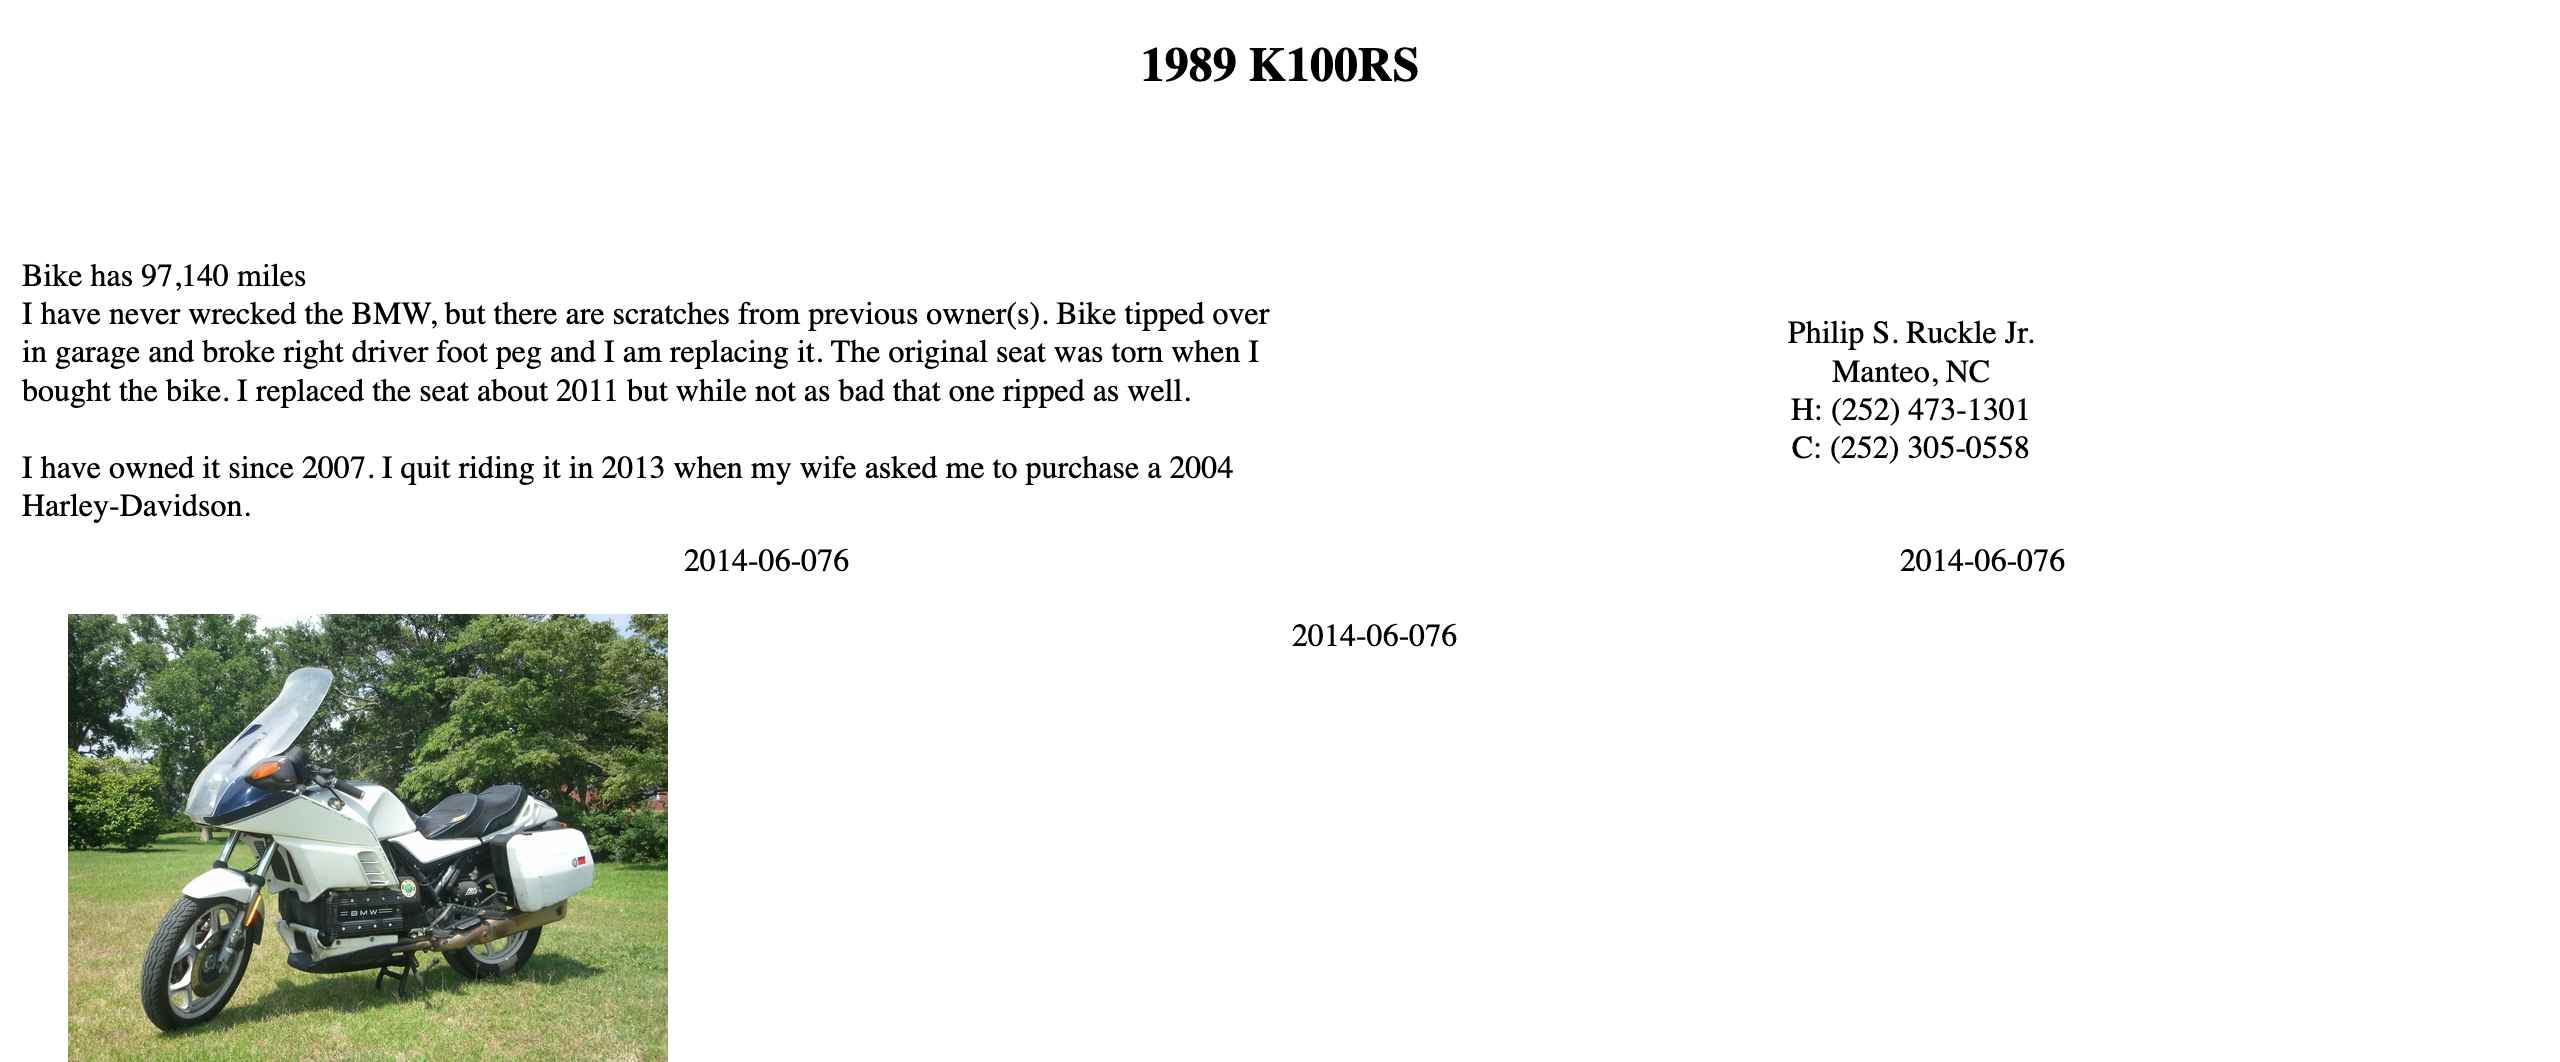 1989 K100RS
Bike has 97,140 miles
I have never wrecked the BMW, but there are scratches from previous owner(s). Bike tipped over
in garage and broke right driver foot peg and I am replacing it. The original seat was torn when I
bought the bike. I replaced the seat about 2011 but while not as bad that one ripped as well.
I have owned it since 2007. I quit riding it in 2013 when my wife asked me to purchase a 2004
Harley-Davidson.
Philip S. Ruckle Jr.
Manteo, NC
H: (252) 473-1301
C: (252) 305-0558
2014-06-076
2014-06-076
2014-06-076
BMW